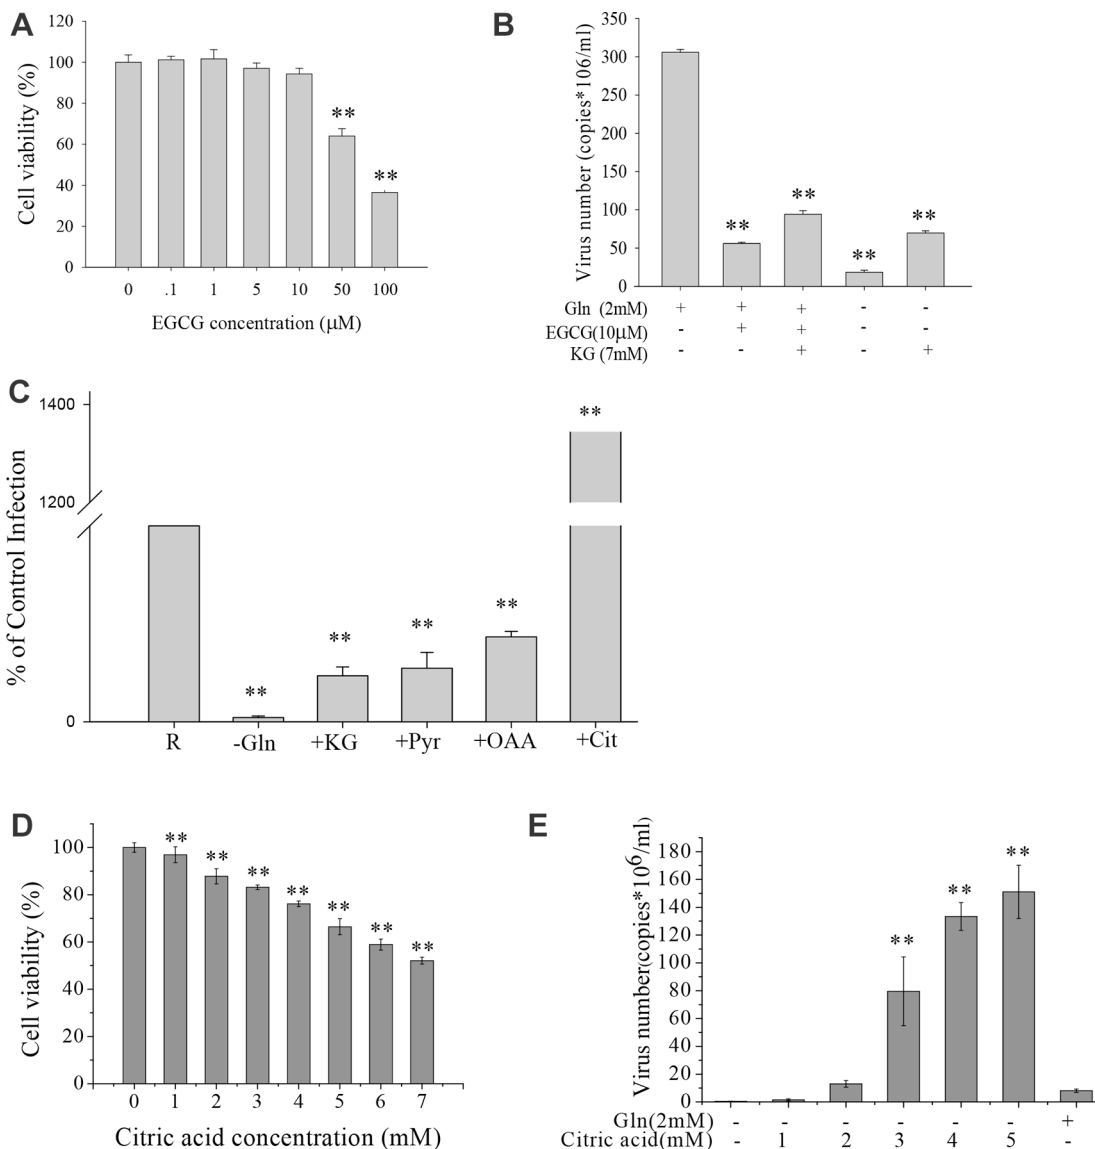 A
120
100
80
60
40
20
0
Cell viability (%)
** **
0 .1 1 5 10 50 100
EGCG concentration (μM)
B
350
300
250
200
150
100
50
0
Virus number (copies*106/ml)
** ** ** **
Gln (2mM) + + + - -
EGCG(10μM) - + + - -
KG (7mM) - - + - +
C
1400
1200
0
% of Control Infection
** ** ** ** **
R -Gln +KG +Pyr +OAA +Cit
D
100
80
60
40
20
0
Cell viability (%)
** ** ** ** ** ** **
0 1 2 3 4 5 6 7
Citric acid concentration (mM)
E
180
160
140
120
100
80
60
40
20
0
Virus number(copies*10⁶/ml)
** ** **
Gln(2mM) - - - - - - +
Citric acid(mM) - 1 2 3 4 5 -